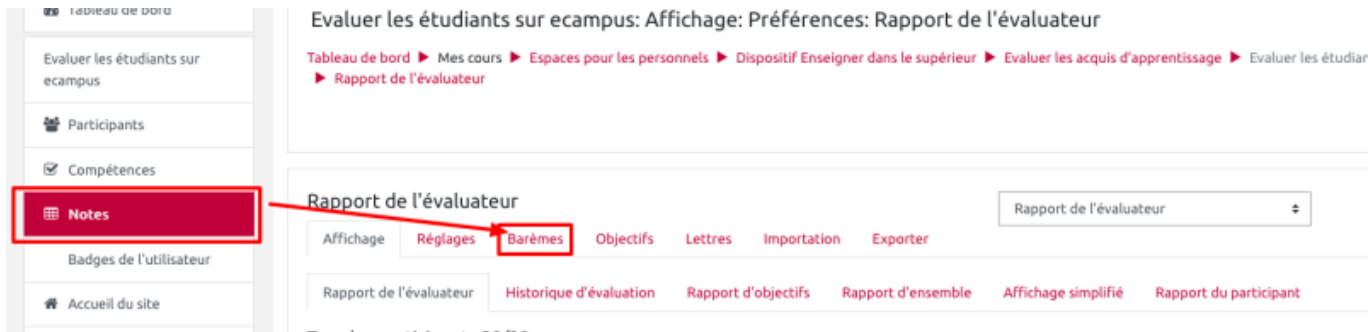 Tableau de bord
Evaluer les étudiants sur ecampus: Affichage: Préférences: Rapport de l'évaluateur
Evaluer les étudiants sur
ecampus
Tableau de bord ▶ Mes cours ▶ Espaces pour les personnels ▶ Dispositif Enseigner dans le supérieur ▶ Evaluer les acquis d'apprentissage ▶ Evaluer les étudian
▶ Rapport de l'évaluateur
Participants
Compétences
Notes
Badges de l'utilisateur
Accueil du site
Rapport de l'évaluateur
Rapport de l'évaluateur
Affichage Réglages Barèmes Objectifs Lettres Importation Exporter
Rapport de l'évaluateur Historique d'évaluation Rapport d'objectifs Rapport d'ensemble Affichage simplifié Rapport du participant